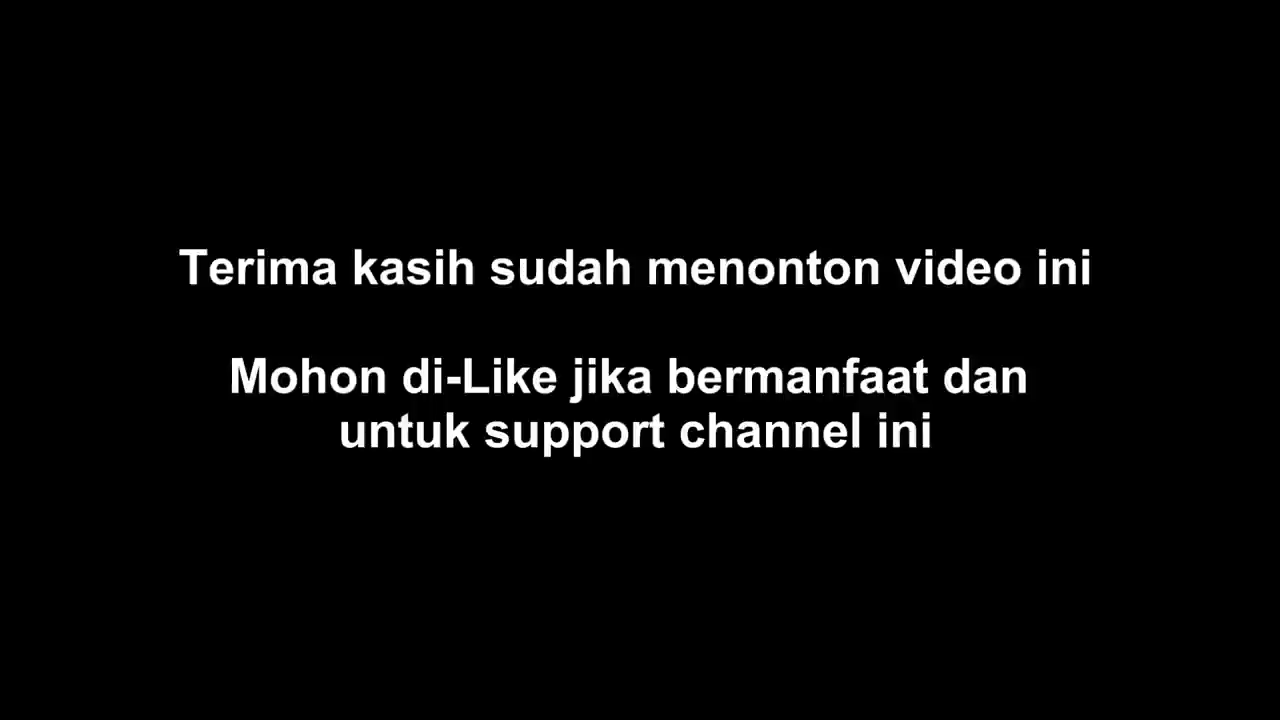 Terima kasih sudah menonton video ini
Mohon di-Like jika bermanfaat dan
untuk support channel ini